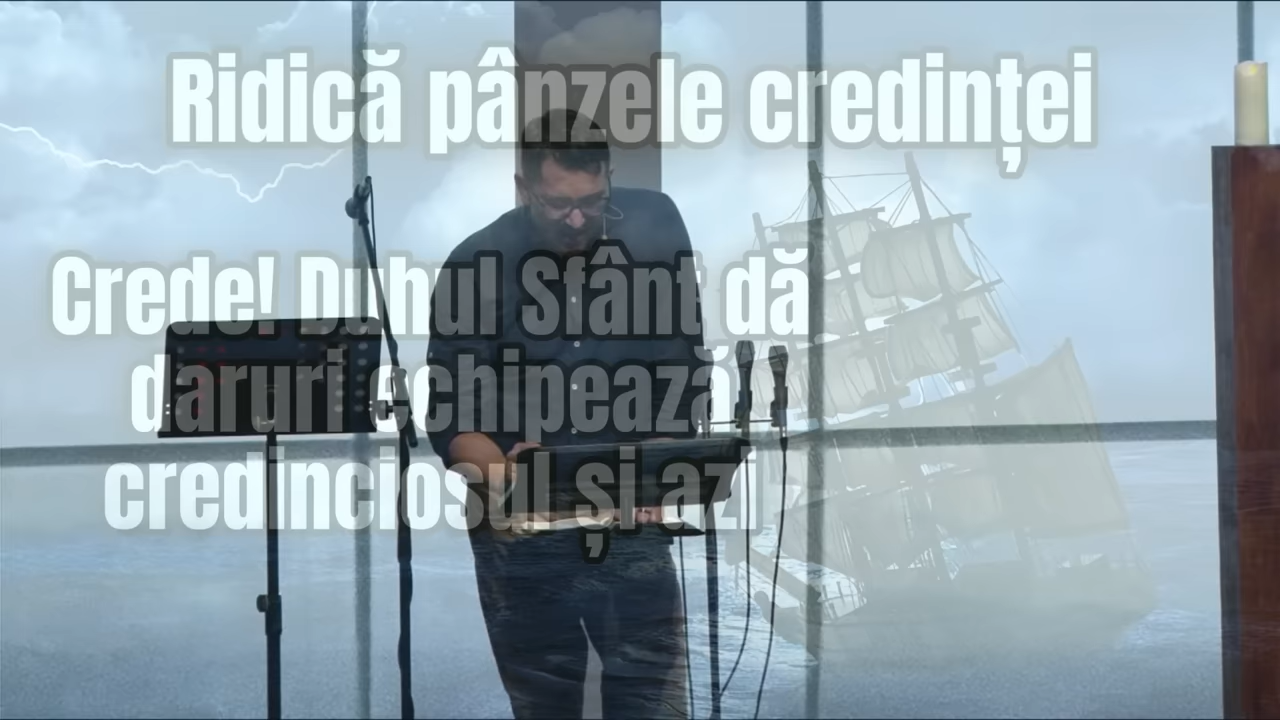 Ridică pânzele credinței
Crede! Duhul Sfânt dă
daruri echipează
credinciosul și azi